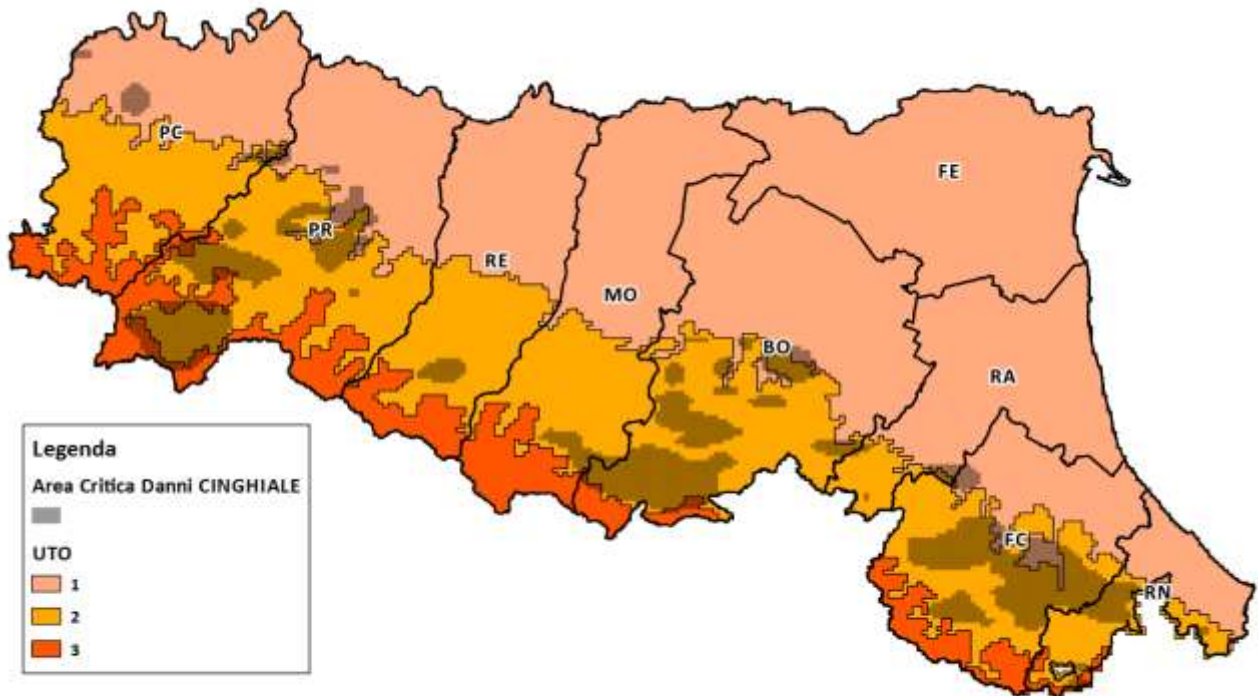 PC
FE
PR
RE
MO
BO
RA
FC
RN
Legenda
Area Critica Danni CINGHIALE
UTO
1
2
3